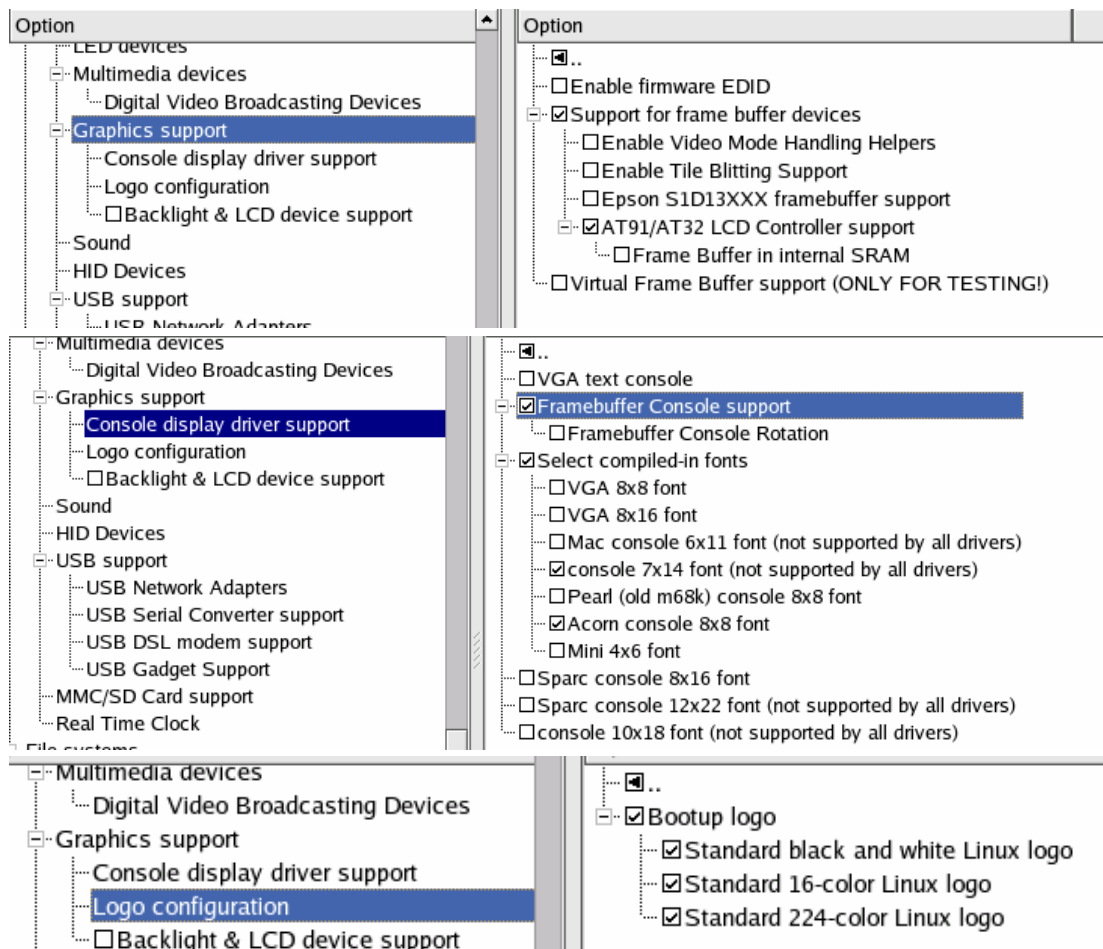 Option
LED devices
Multimedia devices
Digital Video Broadcasting Devices
Graphics support
Console display driver support
Logo configuration
Backlight & LCD device support
Sound
HID Devices
USB support
USB Network Adapters
Option
..
Enable firmware EDID
Support for frame buffer devices
Enable Video Mode Handling Helpers
Enable Tile Blitting Support
Epson S1D13XXX framebuffer support
AT91/AT32 LCD Controller support
Frame Buffer in internal SRAM
Virtual Frame Buffer support (ONLY FOR TESTING!)
Multimedia devices
Digital Video Broadcasting Devices
Graphics support
Console display driver support
Logo configuration
Backlight & LCD device support
Sound
HID Devices
USB support
USB Network Adapters
USB Serial Converter support
USB DSL modem support
USB Gadget Support
MMC/SD Card support
Real Time Clock
File systems
..
VGA text console
Framebuffer Console support
Framebuffer Console Rotation
Select compiled-in fonts
VGA 8x8 font
VGA 8x16 font
Mac console 6x11 font (not supported by all drivers)
console 7x14 font (not supported by all drivers)
Pearl (old m68k) console 8x8 font
Acorn console 8x8 font
Mini 4x6 font
Sparc console 8x16 font
Sparc console 12x22 font (not supported by all drivers)
console 10x18 font (not supported by all drivers)
Multimedia devices
Digital Video Broadcasting Devices
Graphics support
Console display driver support
Logo configuration
Backlight & LCD device support
..
Bootup logo
Standard black and white Linux logo
Standard 16-color Linux logo
Standard 224-color Linux logo